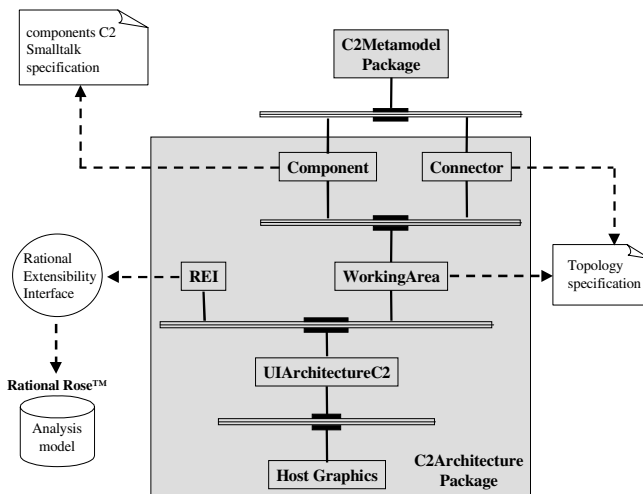 components C2
Smalltalk
specification
C2Metamodel
Package
Component
Connector
Rational
Extensibility
Interface
REI
WorkingArea
Topology
specification
Rational Rose™
UIArchitectureC2
Analysis
model
Host Graphics
C2Architecture
Package